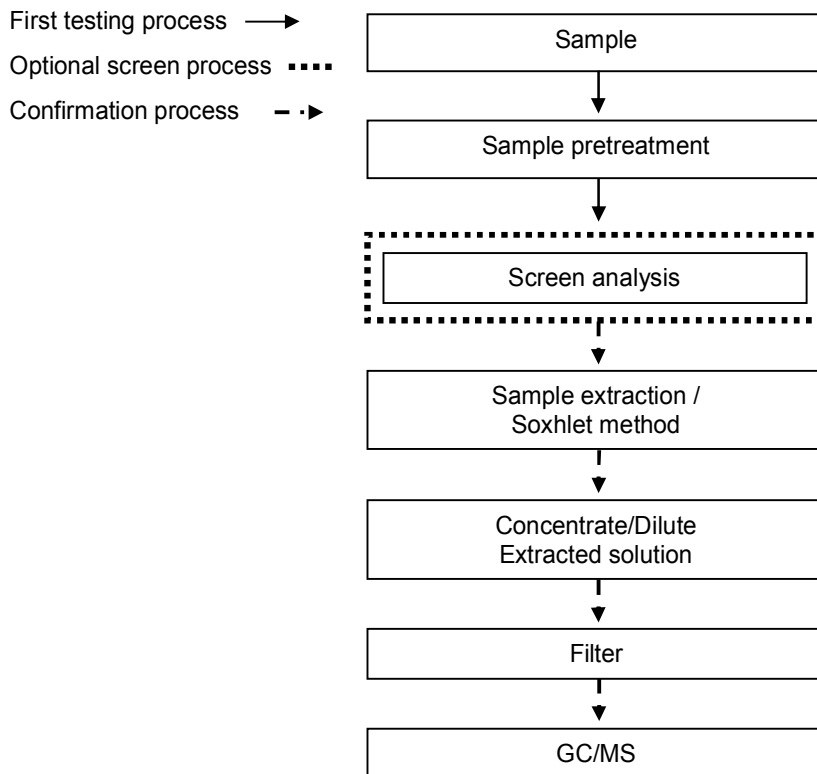 First testing process
Optional screen process
Confirmation process
Sample
Sample pretreatment
Screen analysis
Sample extraction /
Soxhlet method
Concentrate/Dilute
Extracted solution
Filter
GC/MS